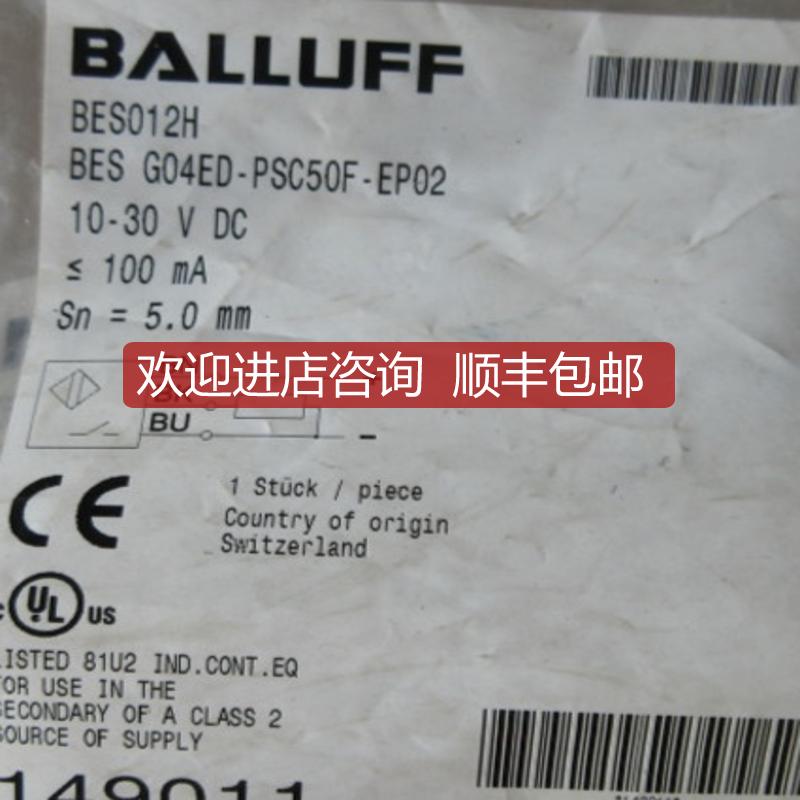 BALLUFF
BES012H
BES G04ED-PSC50F-EP02
10-30 V DC
≤ 100 mA
Sn = 5.0 mm
欢迎进店咨询 顺丰包邮
BU
-
CE
1 Stück / piece
Country of origin
Switzerland
c UL US
LISTED 81U2 IND.CONT.EQ
FOR USE IN THE
SECONDARY OF A CLASS 2
SOURCE OF SUPPLY
149011